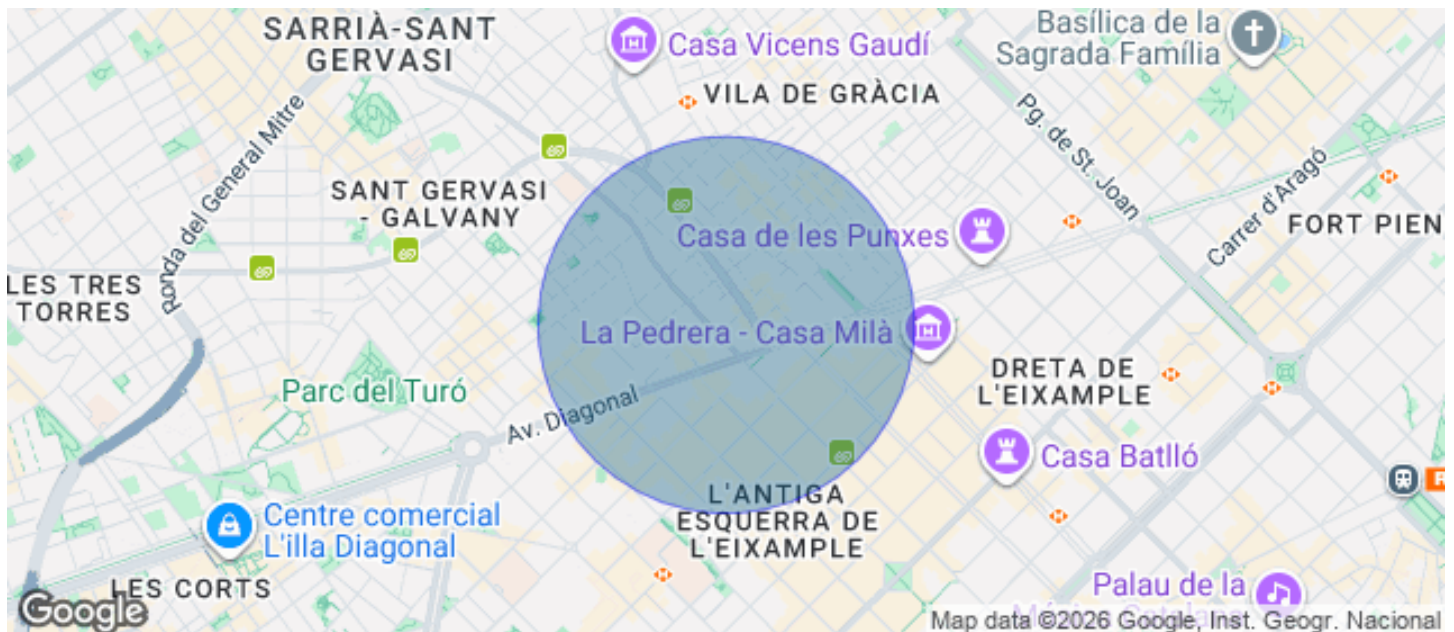 SARRIÀ-SANT
GERVASI
Casa Vicens Gaudí
Basílica de la
Sagrada Família
VILA DE GRÀCIA
Ronda del General Mitre
Pg. de St. Joan
Carrer d'Aragó
SANT GERVASI
- GALVANY
Casa de les Punxes
FORT PIEN
LES TRES
TORRES
La Pedrera - Casa Milà
DRETA DE
L'EIXAMPLE
Parc del Turó
Av. Diagonal
Casa Batlló
L'ANTIGA
ESQUERRA DE
L'EIXAMPLE
Centre comercial
L'illa Diagonal
LES CORTS
Palau de la
Google
Map data ©2026 Google, Inst. Geogr. Nacional